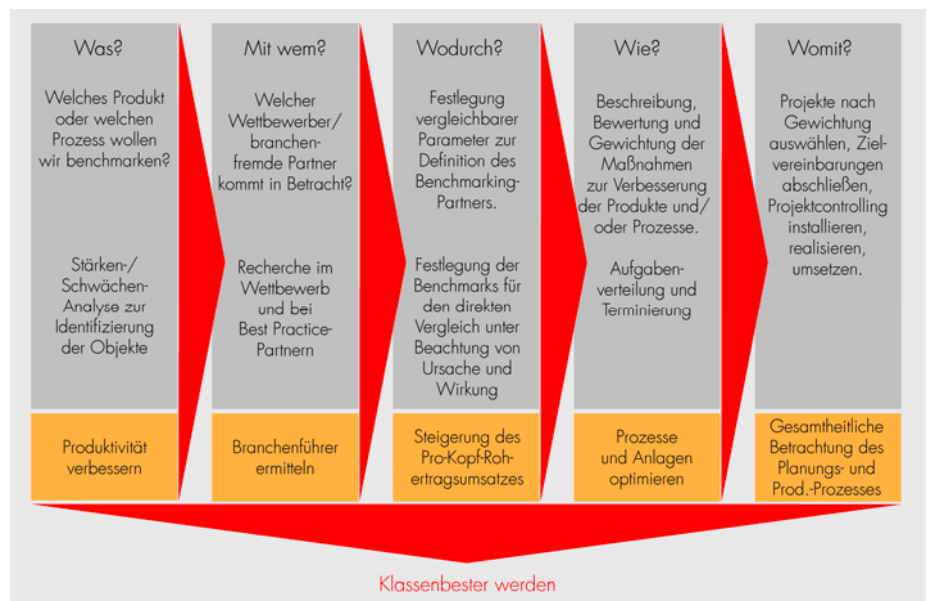 Was?
Welches Produkt
oder welchen
Prozess wollen
wir benchmarken?
Stärken-/
Schwächen-
Analyse zur
Identifizierung
der Objekte
Produktivität
verbessern
Mit wem?
Welcher
Wettbewerber/
branchen-
fremde Partner
kommt in Betracht?
Recherche im
Wettbewerb
und bei
Best Practice-
Partnern
Branchenführer
ermitteln
Wodurch?
Festlegung
vergleichbarer
Parameter zur
Definition des
Benchmarking-
Partners.
Festlegung der
Benchmarks für
den direkten
Vergleich unter
Beachtung von
Ursache und
Wirkung
Steigerung des
Pro-Kopf-Roh-
ertragsumsatzes
Wie?
Beschreibung,
Bewertung und
Gewichtung der
Maßnahmen
zur Verbesserung
der Produkte und/
oder Prozesse.
Aufgaben-
verteilung und
Terminierung
Prozesse
und Anlagen
optimieren
Womit?
Projekte nach
Gewichtung
auswählen, Ziel-
vereinbarungen
abschließen,
Projektcontrolling
installieren,
realisieren,
umsetzen.
Gesamtheitliche
Betrachtung des
Planungs- und
Prod.-Prozesses
Klassenbester werden